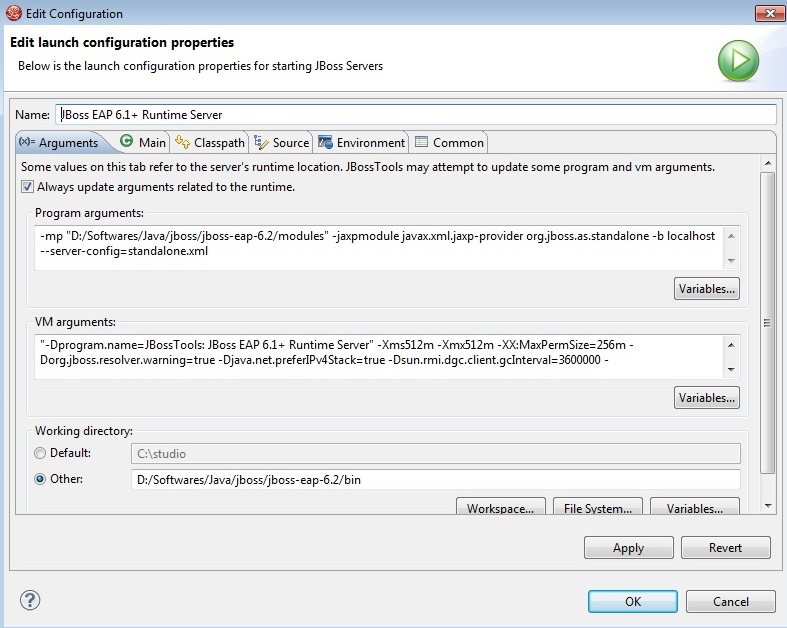 Edit Configuration
Edit launch configuration properties
Below is the launch configuration properties for starting JBoss Servers
Name: JBoss EAP 6.1+ Runtime Server
(x)= Arguments Main Classpath Source Environment Common
Some values on this tab refer to the server's runtime location. JBossTools may attempt to update some program and vm arguments.
Always update arguments related to the runtime.
Program arguments:
-mp "D:/Softwares/Java/jboss/jboss-eap-6.2/modules" -jaxpmodule javax.xml.jaxp-provider org.jboss.as.standalone -b localhost
--server-config=standalone.xml
Variables...
VM arguments:
"-Dprogram.name=JBossTools: JBoss EAP 6.1+ Runtime Server" -Xms512m -Xmx512m -XX:MaxPermSize=256m -
Dorg.jboss.resolver.warning=true -Djava.net.preferIPv4Stack=true -Dsun.rmi.dgc.client.gcInterval=3600000 -
Variables...
Working directory:
Default: C:\studio
Other: D:/Softwares/Java/jboss/jboss-eap-6.2/bin
Workspace... File System... Variables...
Apply Revert
? OK Cancel